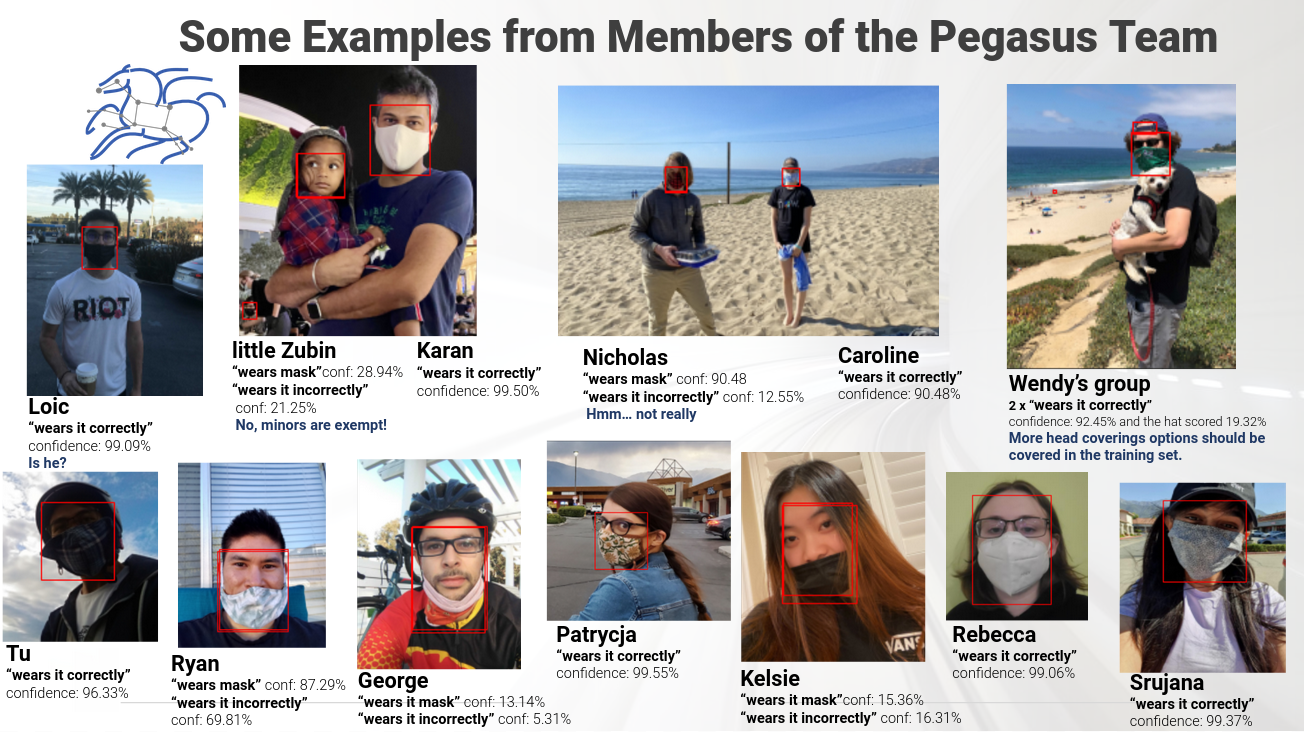 Some Examples from Members of the Pegasus Team
RIOT
Loic
“wears it correctly”
confidence: 99.09%
Is he?
little Zubin
“wears mask”conf: 28.94%
“wears it incorrectly”
conf: 21.25%
No, minors are exempt!
Karan
“wears it correctly”
confidence: 99.50%
Nicholas
“wears mask” conf: 90.48
“wears it incorrectly” conf: 12.55%
Hmm… not really
Caroline
“wears it correctly”
confidence: 90.48%
Wendy’s group
2 x “wears it correctly”
confidence: 92.45% and the hat scored 19.32%
More head coverings options should be
covered in the training set.
Tu
“wears it correctly”
confidence: 96.33%
Ryan
“wears mask” conf: 87.29%
“wears it incorrectly”
conf: 69.81%
George
“wears it mask” conf: 13.14%
“wears it incorrectly” conf: 5.31%
Patrycja
“wears it correctly”
confidence: 99.55%
VANS
Kelsie
“wears it mask”conf: 15.36%
“wears it incorrectly” conf: 16.31%
Rebecca
“wears it correctly”
confidence: 99.06%
Srujana
“wears it correctly”
confidence: 99.37%